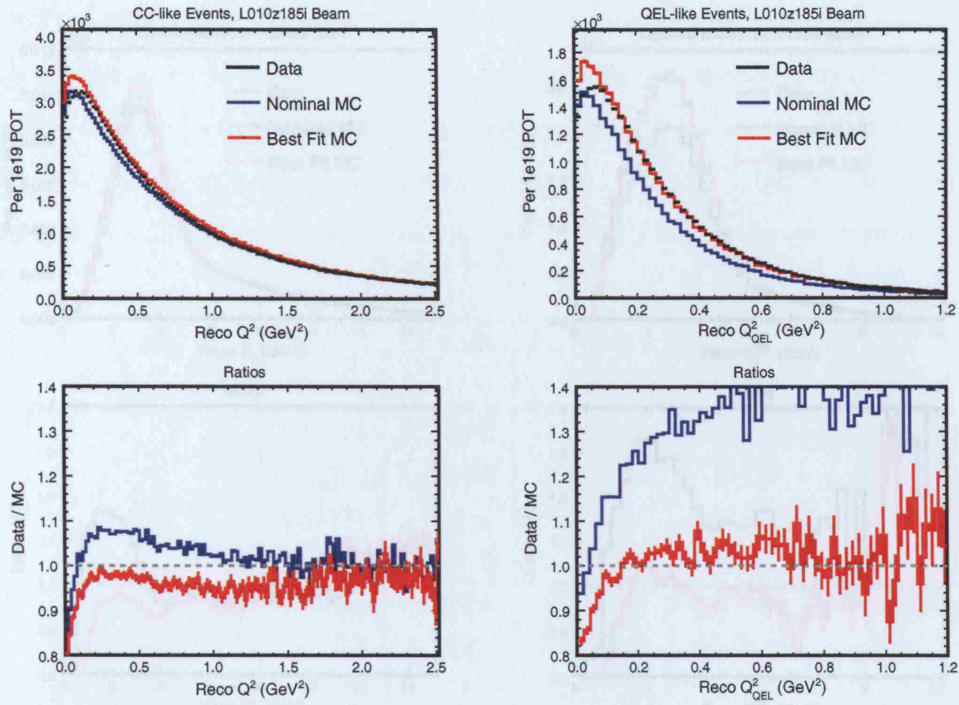 CC-like Events, L010z185i Beam
×10³
4.0
3.5
3.0
2.5
2.0
1.5
1.0
0.5
0.0
Per 1e19 POT
Data
Nominal MC
Best Fit MC
0.0 0.5 1.0 1.5 2.0 2.5
Reco Q² (GeV²)
QEL-like Events, L010z185i Beam
×10³
1.8
1.6
1.4
1.2
1.0
0.8
0.6
0.4
0.2
0.0
Per 1e19 POT
Data
Nominal MC
Best Fit MC
0.0 0.2 0.4 0.6 0.8 1.0 1.2
Reco Q²QEL (GeV²)
Ratios
1.4
1.3
1.2
1.1
1.0
0.9
0.8
Data / MC
0.0 0.5 1.0 1.5 2.0 2.5
Reco Q² (GeV²)
Ratios
1.4
1.3
1.2
1.1
1.0
0.9
0.8
Data / MC
0.0 0.2 0.4 0.6 0.8 1.0 1.2
Reco Q²QEL (GeV²)